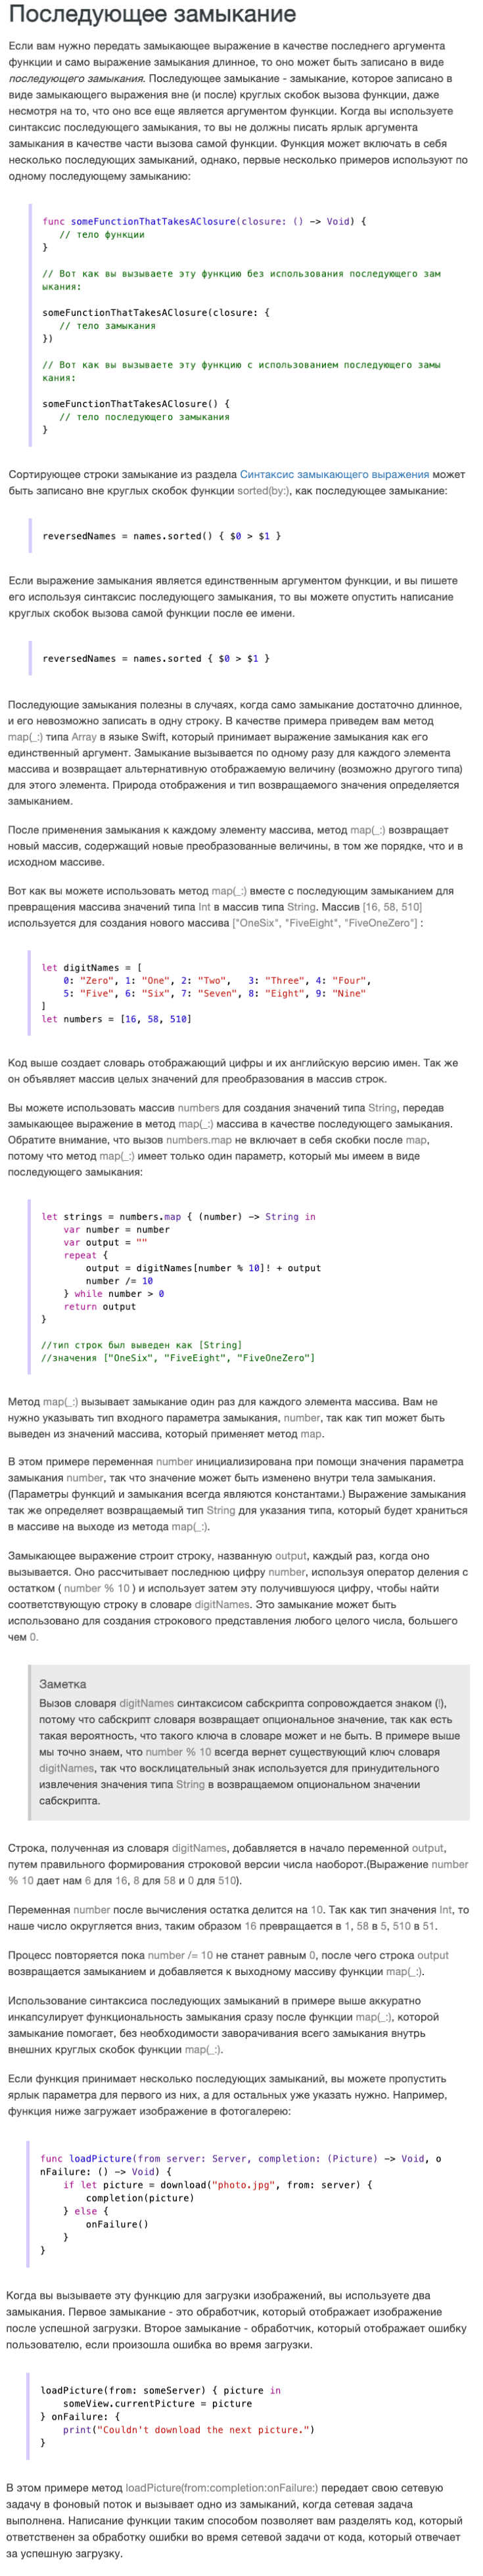 Последующее замыкание
Если вам нужно передать замыкающее выражение в качестве последнего аргумента
функции и само выражение замыкания длинное, то оно может быть записано в виде
последующего замыкания. Последующее замыкание - замыкание, которое записано в
виде замыкающего выражения вне (и после) круглых скобок вызова функции, даже
несмотря на то, что оно все еще является аргументом функции. Когда вы используете
синтаксис последующего замыкания, то вы не должны писать ярлык аргумента
замыкания в качестве части вызова самой функции. Функция может включать в себя
несколько последующих замыканий, однако, первые несколько примеров используют по
одному последующему замыканию:
func someFunctionThatTakesAClosure(closure: () -> Void) {
// тело функции
}
// Вот как вы вызываете эту функцию без использования последующего зам
ыкания:
someFunctionThatTakesAClosure(closure: {
// тело замыкания
})
// Вот как вы вызываете эту функцию с использованием последующего замы
кания:
someFunctionThatTakesAClosure() {
// тело последующего замыкания
}
Сортирующее строки замыкание из раздела Синтаксис замыкающего выражения может
быть записано вне круглых скобок функции sorted(by:), как последующее замыкание:
reversedNames = names.sorted() { $0 > $1 }
Если выражение замыкания является единственным аргументом функции, и вы пишете
его используя синтаксис последующего замыкания, то вы можете опустить написание
круглых скобок вызова самой функции после ее имени.
reversedNames = names.sorted { $0 > $1 }
Последующие замыкания полезны в случаях, когда само замыкание достаточно длинное,
и его невозможно записать в одну строку. В качестве примера приведем вам метод
map(_:) типа Array в языке Swift, который принимает выражение замыкания как его
единственный аргумент. Замыкание вызывается по одному разу для каждого элемента
массива и возвращает альтернативную отображаемую величину (возможно другого типа)
для этого элемента. Природа отображения и тип возвращаемого значения определяется
замыканием.
После применения замыкания к каждому элементу массива, метод map(_:) возвращает
новый массив, содержащий новые преобразованные величины, в том же порядке, что и в
исходном массиве.
Вот как вы можете использовать метод map(_:) вместе с последующим замыканием для
превращения массива значений типа Int в массив типа String. Массив [16, 58, 510]
используется для создания нового массива ["OneSix", "FiveEight", "FiveOneZero"] :
let digitNames = [
0: "Zero", 1: "One", 2: "Two", 3: "Three", 4: "Four",
5: "Five", 6: "Six", 7: "Seven", 8: "Eight", 9: "Nine"
]
let numbers = [16, 58, 510]
Код выше создает словарь отображающий цифры и их английскую версию имен. Так же
он объявляет массив целых значений для преобразования в массив строк.
Вы можете использовать массив numbers для создания значений типа String, передав
замыкающее выражение в метод map(_:) массива в качестве последующего замыкания.
Обратите внимание, что вызов numbers.map не включает в себя скобки после map,
потому что метод map(_:) имеет только один параметр, который мы имеем в виде
последующего замыкания:
let strings = numbers.map { (number) -> String in
var number = number
var output = ""
repeat {
output = digitNames[number % 10]! + output
number /= 10
} while number > 0
return output
}
//тип строк был выведен как [String]
//значения ["OneSix", "FiveEight", "FiveOneZero"]
Метод map(_:) вызывает замыкание один раз для каждого элемента массива. Вам не
нужно указывать тип входного параметра замыкания, number, так как тип может быть
выведен из значений массива, который применяет метод map.
В этом примере переменная number инициализирована при помощи значения параметра
замыкания number, так что значение может быть изменено внутри тела замыкания.
(Параметры функций и замыкания всегда являются константами.) Выражение замыкания
так же определяет возвращаемый тип String для указания типа, который будет храниться
в массиве на выходе из метода map(_:).
Замыкающее выражение строит строку, названную output, каждый раз, когда оно
вызывается. Оно рассчитывает последнюю цифру number, используя оператор деления с
остатком ( number % 10 ) и использует затем эту получившуюся цифру, чтобы найти
соответствующую строку в словаре digitNames. Это замыкание может быть
использовано для создания строкового представления любого целого числа, большего
чем 0.
Заметка
Вызов словаря digitNames синтаксисом сабскрипта сопровождается знаком (!),
потому что сабскрипт словаря возвращает опциональное значение, так как есть
такая вероятность, что такого ключа в словаре может и не быть. В примере выше
мы точно знаем, что number % 10 всегда вернет существующий ключ словаря
digitNames, так что восклицательный знак используется для принудительного
извлечения значения типа String в возвращаемом опциональном значении
сабскрипта.
Строка, полученная из словаря digitNames, добавляется в начало переменной output,
путем правильного формирования строковой версии числа наоборот.(Выражение number
% 10 дает нам 6 для 16, 8 для 58 и 0 для 510).
Переменная number после вычисления остатка делится на 10. Так как тип значения Int, то
наше число округляется вниз, таким образом 16 превращается в 1, 58 в 5, 510 в 51.
Процесс повторяется пока number /= 10 не станет равным 0, после чего строка output
возвращается замыканием и добавляется к выходному массиву функции map(_:).
Использование синтаксиса последующих замыканий в примере выше аккуратно
инкапсулирует функциональность замыкания сразу после функции map(_:), которой
замыкание помогает, без необходимости заворачивания всего замыкания внутрь
внешних круглых скобок функции map(_:).
Если функция принимает несколько последующих замыканий, вы можете пропустить
ярлык параметра для первого из них, а для остальных уже указать нужно. Например,
функция ниже загружает изображение в фотогалерею:
func loadPicture(from server: Server, completion: (Picture) -> Void, o
nFailure: () -> Void) {
if let picture = download("photo.jpg", from: server) {
completion(picture)
} else {
onFailure()
}
}
Когда вы вызываете эту функцию для загрузки изображений, вы используете два
замыкания. Первое замыкание - это обработчик, который отображает изображение
после успешной загрузки. Второе замыкание - обработчик, который отображает ошибку
пользователю, если произошла ошибка во время загрузки.
loadPicture(from: someServer) { picture in
someView.currentPicture = picture
} onFailure: {
print("Couldn't download the next picture.")
}
В этом примере метод loadPicture(from:completion:onFailure:) передает свою сетевую
задачу в фоновый поток и вызывает одно из замыканий, когда сетевая задача
выполнена. Написание функции таким способом позволяет вам разделять код, который
ответственен за обработку ошибки во время сетевой задачи от кода, который отвечает
за успешную загрузку.